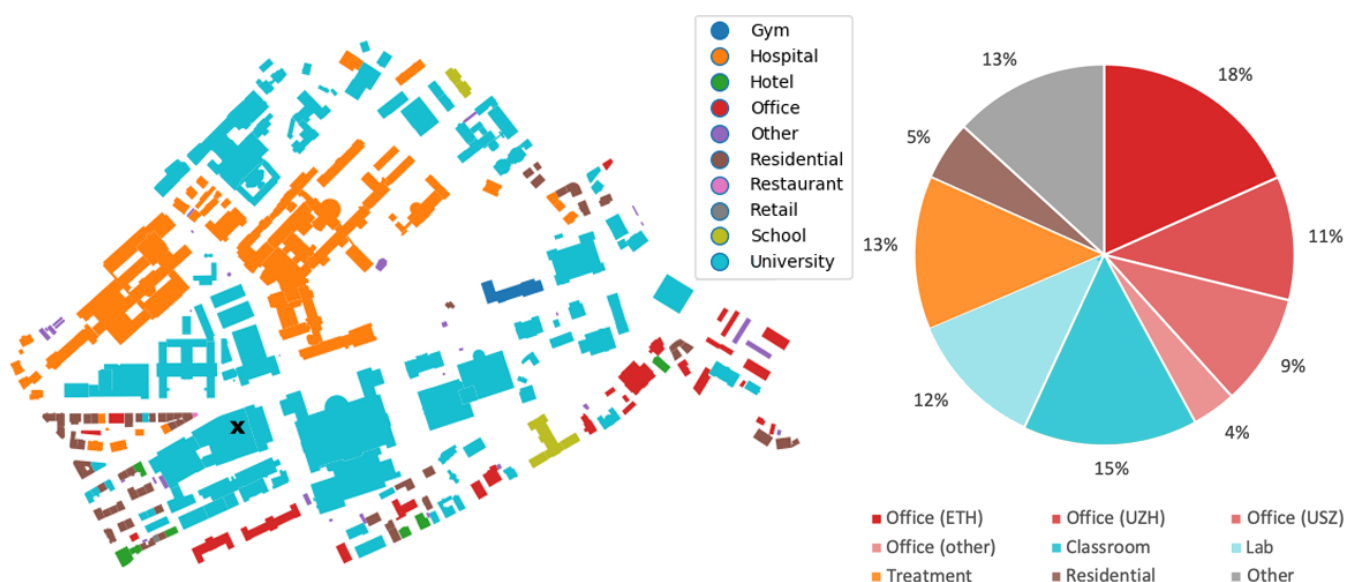 Gym
Hospital
Hotel
Office
Other
Residential
Restaurant
Retail
School
University
x
18%
11%
9%
4%
15%
12%
13%
5%
13%
Office (ETH) Office (UZH) Office (USZ)
Office (other) Classroom Lab
Treatment Residential Other